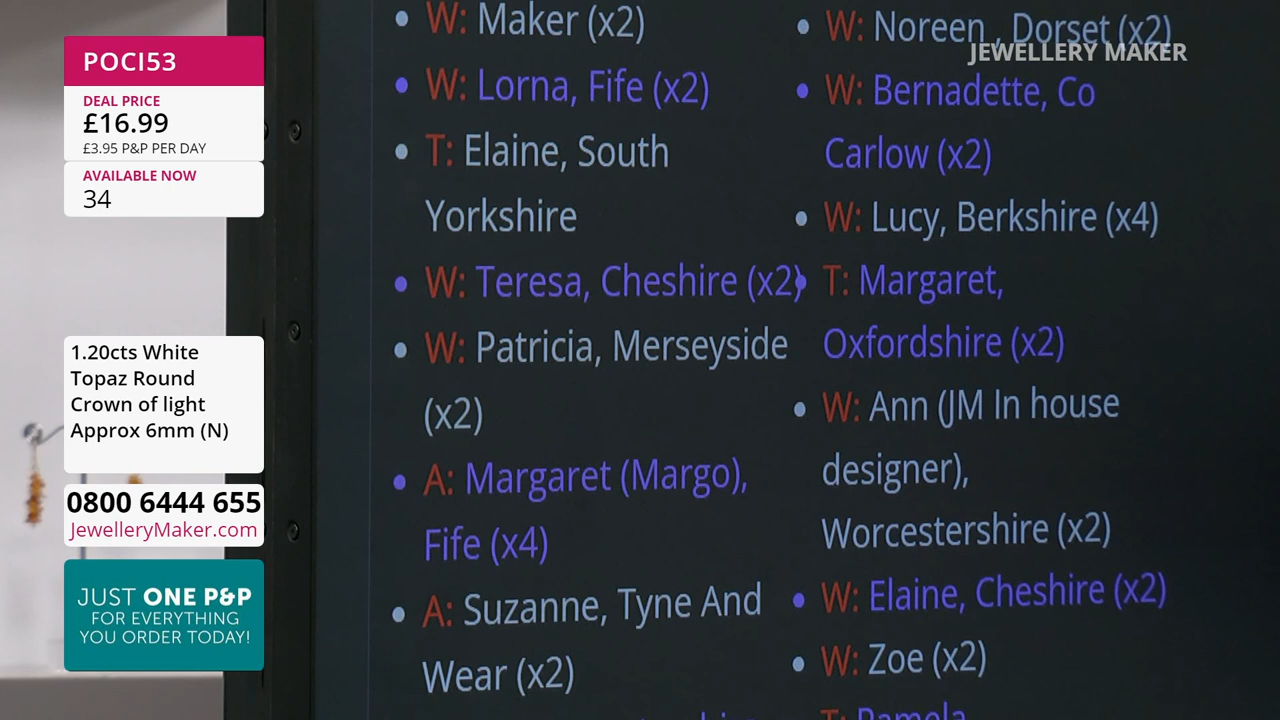 POCI53
DEAL PRICE
£16.99
£3.95 P&P PER DAY
AVAILABLE NOW
34
1.20cts White
Topaz Round
Crown of light
Approx 6mm (N)
0800 6444 655
JewelleryMaker.com
JUST ONE P&P
FOR EVERYTHING
YOU ORDER TODAY!
• W: Maker (x2)
• W: Lorna, Fife (x2)
• T: Elaine, South
Yorkshire
• W: Teresa, Cheshire (x2)
• W: Patricia, Merseyside
(x2)
• A: Margaret (Margo),
Fife (x4)
• A: Suzanne, Tyne And
Wear (x2)
JEWELLERY MAKER
• W: Noreen , Dorset (x2)
• W: Bernadette, Co
Carlow (x2)
• W: Lucy, Berkshire (x4)
• T: Margaret,
Oxfordshire (x2)
• W: Ann (JM In house
designer),
Worcestershire (x2)
• W: Elaine, Cheshire (x2)
• W: Zoe (x2)
T: Pamela